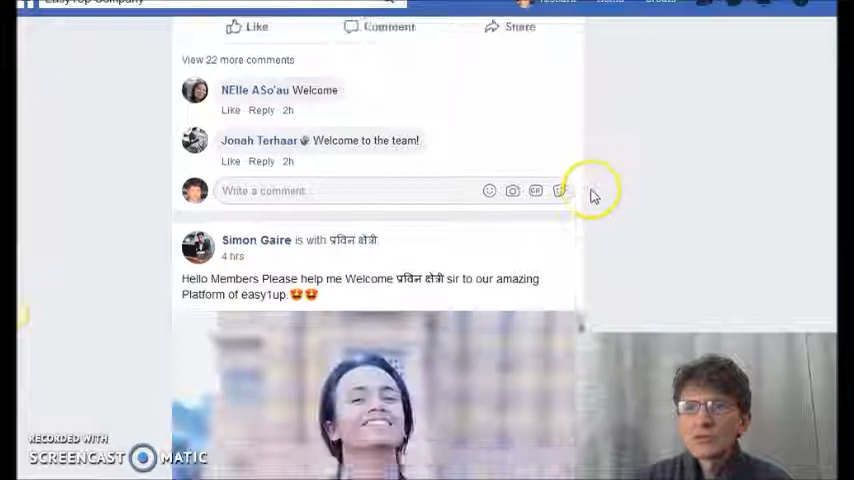 Like Comment Share
View 22 more comments
NElle ASo'au Welcome
Like Reply 2h
Jonah Terhaar Welcome to the team!
Like Reply 2h
Write a comment
GIF
Simon Gaire is with प्रविन क्षेत्री.
4 hrs
Hello Members Please help me Welcome प्रविन क्षेत्री sir to our amazing
Platform of easy1up.🤩🤩
RECORDED WITH
SCREENCAST MATIC